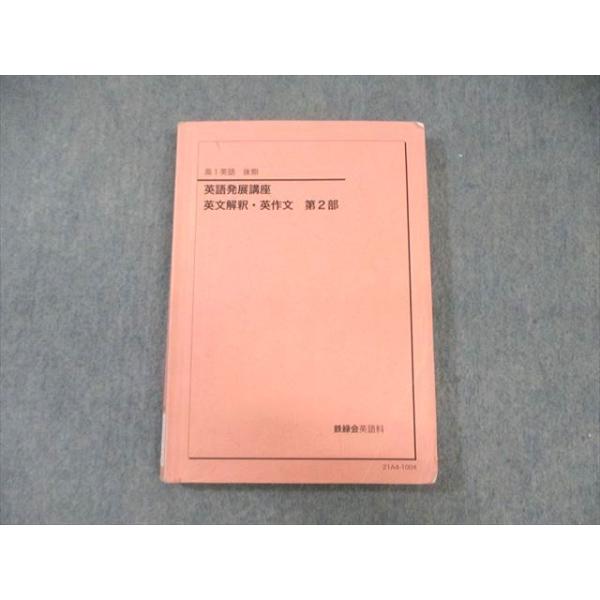 高1英語 後期
英語発展講座
英文解釈・英作文 第2部
鉄緑会英語科
21A4-1004